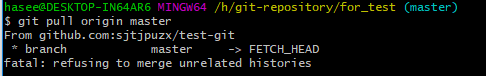 hasee@DESKTOP-IN64AR6 MINGW64 /h/git-repository/for_test (master)
$ git pull origin master
From github.com:sjtjpuzx/test-git
 * branch            master     -> FETCH_HEAD
fatal: refusing to merge unrelated histories